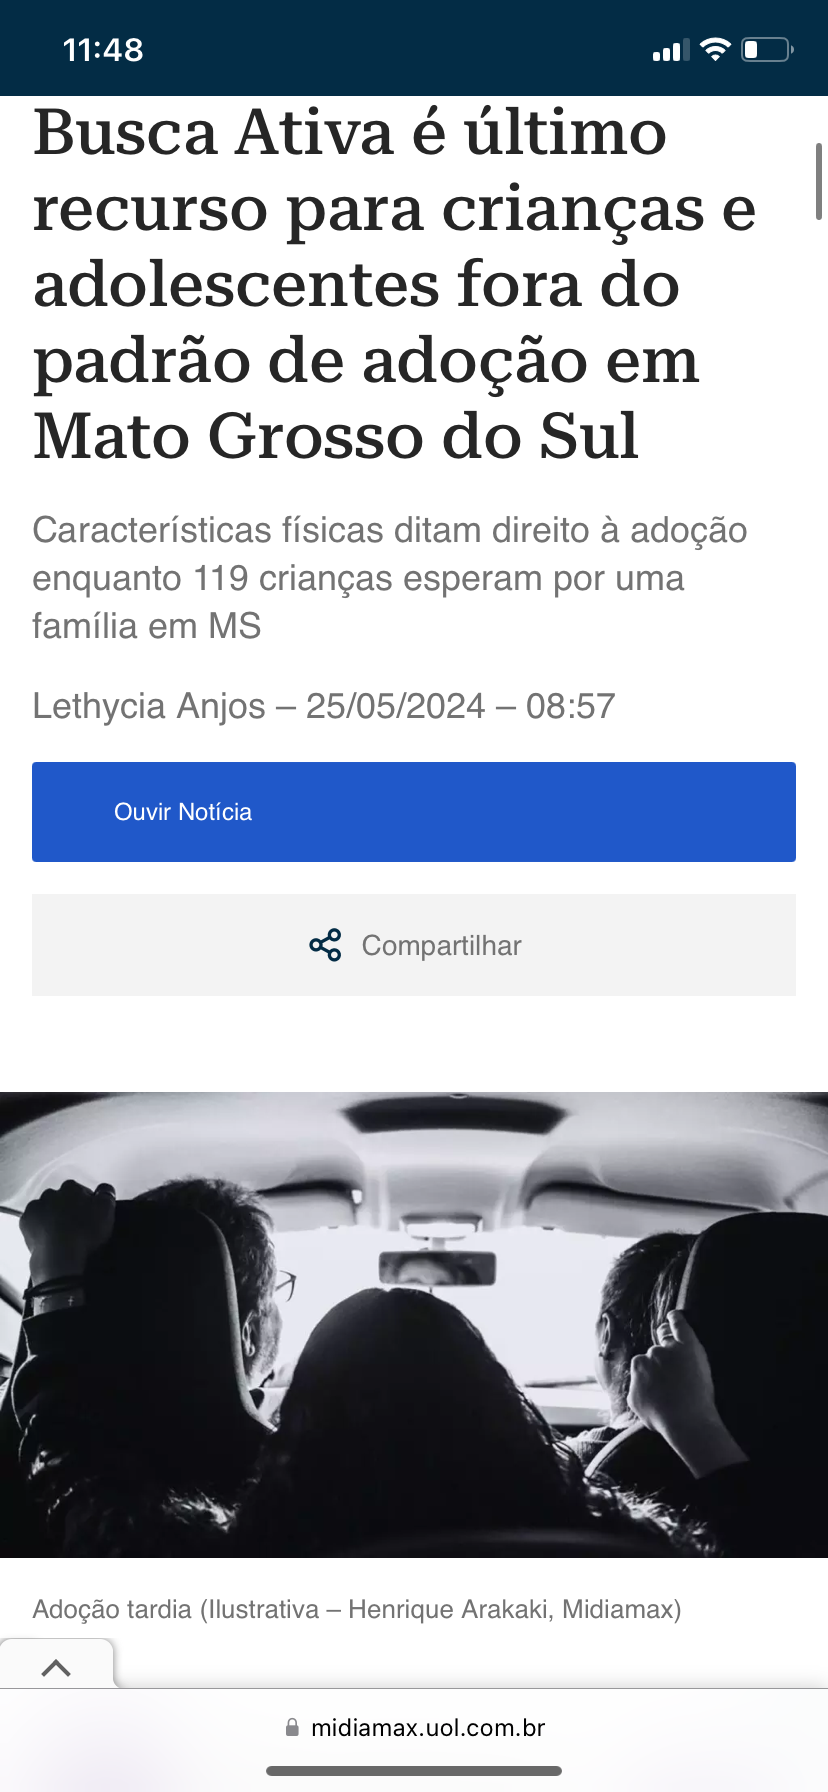 11:48
Busca Ativa é último
recurso para crianças e
adolescentes fora do
padrão de adoção em
Mato Grosso do Sul
Características físicas ditam direito à adoção
enquanto 119 crianças esperam por uma
família em MS
Lethycia Anjos – 25/05/2024 – 08:57
Ouvir Notícia
Compartilhar
Adoção tardia (Ilustrativa – Henrique Arakaki, Midiamax)
midiamax.uol.com.br